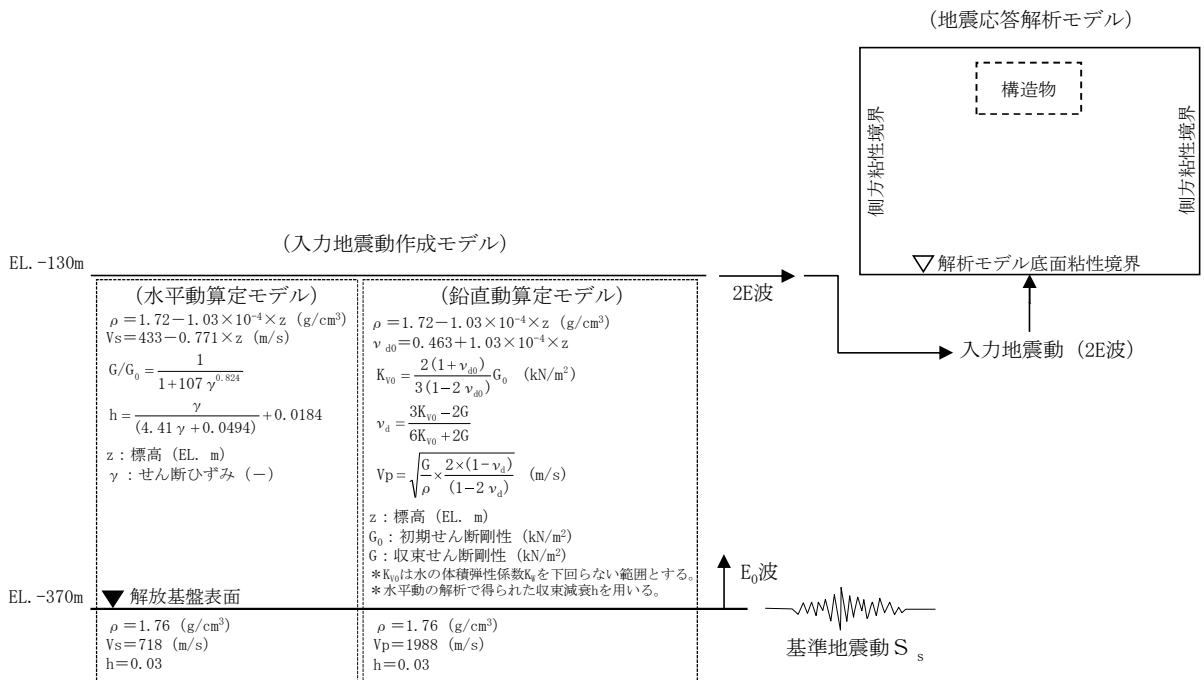 (地震応答解析モデル)
構造物
側方粘性境界
側方粘性境界
▽解析モデル底面粘性境界
入力地震動(2E波)
2E波
(入力地震動作成モデル)
EL.-130m
(水平動算定モデル)
ρ=1.72-1.03×10⁻⁴×z (g/cm³)
Vs=433-0.771×z (m/s)
G/G₀=1/(1+107γ^0.824)
h=γ/(4.41γ+0.0494)+0.0184
z:標高(EL. m)
γ:せん断ひずみ(-)
(鉛直動算定モデル)
ρ=1.72-1.03×10⁻⁴×z (g/cm³)
ν_d0=0.463+1.03×10⁻⁴×z
K_V0=2(1+ν_d0)/3(1-2ν_d0) G₀ (kN/m²)
ν_d=(3K_V0-2G)/(6K_V0+2G)
Vp=√(G/ρ×2×(1-ν_d)/(1-2ν_d)) (m/s)
z:標高(EL. m)
G₀:初期せん断剛性(kN/m²)
G:収束せん断剛性(kN/m²)
*K_V0は水の体積弾性係数K_wを下回らない範囲とする。
*水平動の解析で得られた収束減衰hを用いる。
EL.-370m
▼解放基盤表面
ρ=1.76 (g/cm³)
Vs=718 (m/s)
h=0.03
ρ=1.76 (g/cm³)
Vp=1988 (m/s)
h=0.03
E₀波
基準地震動Sₛ